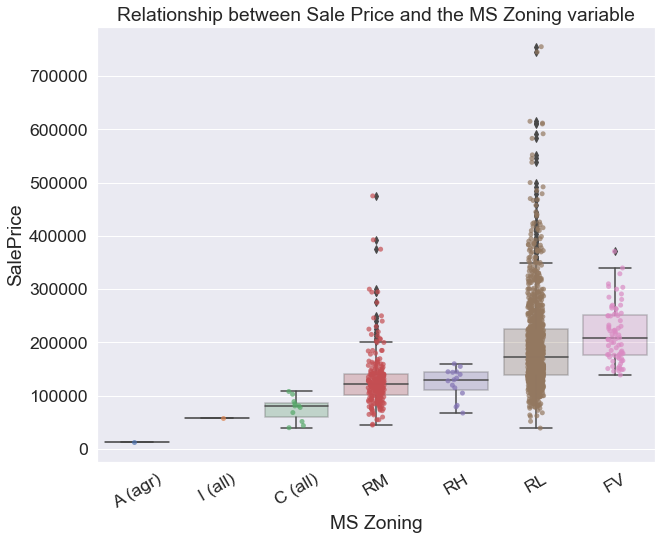 Relationship between Sale Price and the MS Zoning variable
SalePrice
700000
600000
500000
400000
300000
200000
100000
0
A (agr)
I (all)
C (all)
RM
RH
RL
FV
MS Zoning